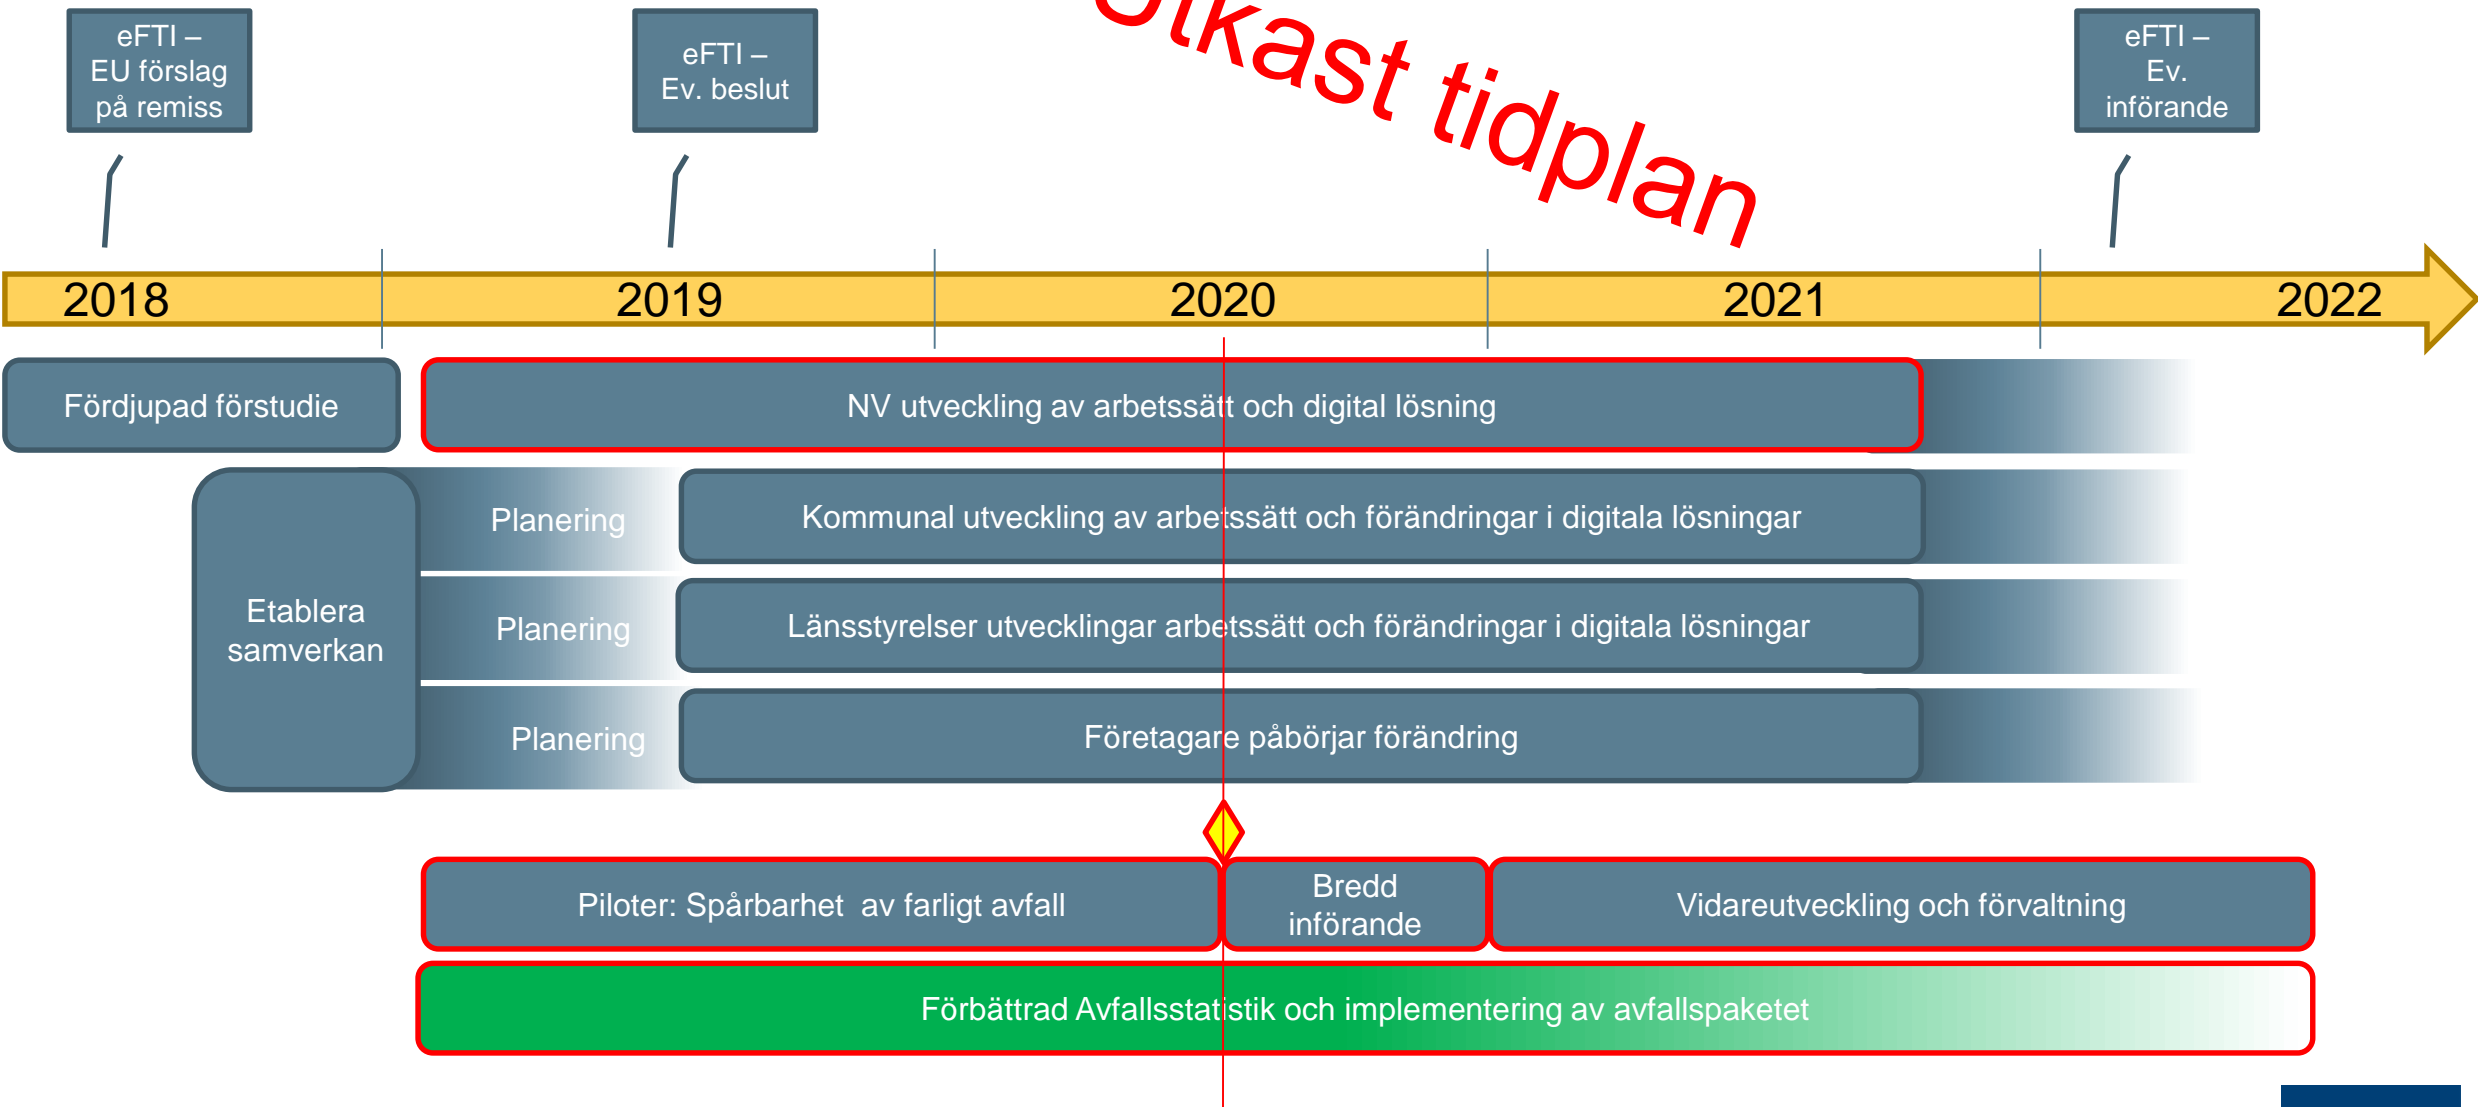 Utkast tidplan
eFTI –
EU förslag
på remiss
eFTI –
Ev. beslut
eFTI –
Ev.
införande
2018
2019
2020
2021
2022
Fördjupad förstudie
NV utveckling av arbetssätt och digital lösning
Etablera
samverkan
Planering
Kommunal utveckling av arbetssätt och förändringar i digitala lösningar
Planering
Länsstyrelser utvecklingar arbetssätt och förändringar i digitala lösningar
Planering
Företagare påbörjar förändring
Piloter: Spårbarhet av farligt avfall
Bredd
införande
Vidareutveckling och förvaltning
Förbättrad Avfallsstatistik och implementering av avfallspaketet